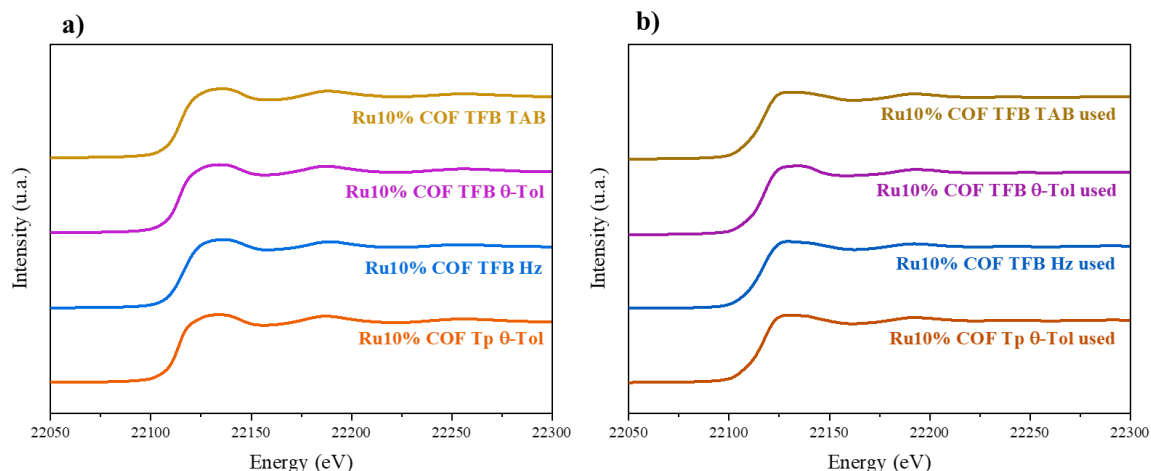 a)
Intensity (u.a.)
Ru10% COF TFB TAB
Ru10% COF TFB θ-Tol
Ru10% COF TFB Hz
Ru10% COF Tp θ-Tol
22050 22100 22150 22200 22250 22300
Energy (eV)
b)
Intensity (u.a.)
Ru10% COF TFB TAB used
Ru10% COF TFB θ-Tol used
Ru10% COF TFB Hz used
Ru10% COF Tp θ-Tol used
22050 22100 22150 22200 22250 22300
Energy (eV)